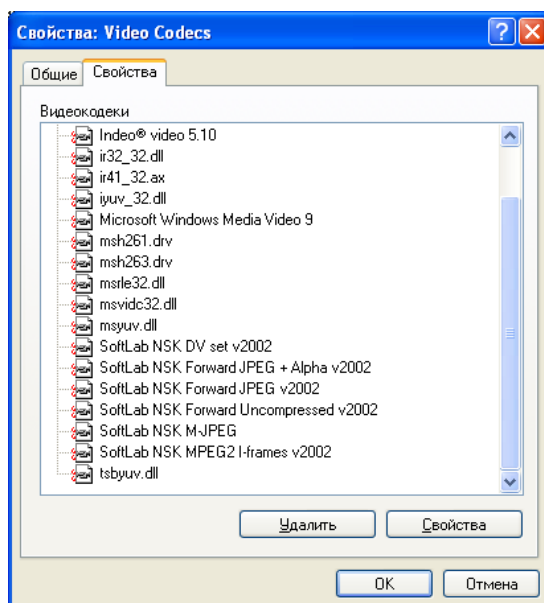 Свойства: Video Codecs
Общие
Свойства
Видеокодеки
Indeo® video 5.10
ir32_32.dll
ir41_32.ax
iyuv_32.dll
Microsoft Windows Media Video 9
msh261.drv
msh263.drv
msrle32.dll
msvidc32.dll
msyuv.dll
SoftLab NSK DV set v2002
SoftLab NSK Forward JPEG + Alpha v2002
SoftLab NSK Forward JPEG v2002
SoftLab NSK Forward Uncompressed v2002
SoftLab NSK M-JPEG
SoftLab NSK MPEG2 I-frames v2002
tsbyuv.dll
Удалить
Свойства
OK
Отмена